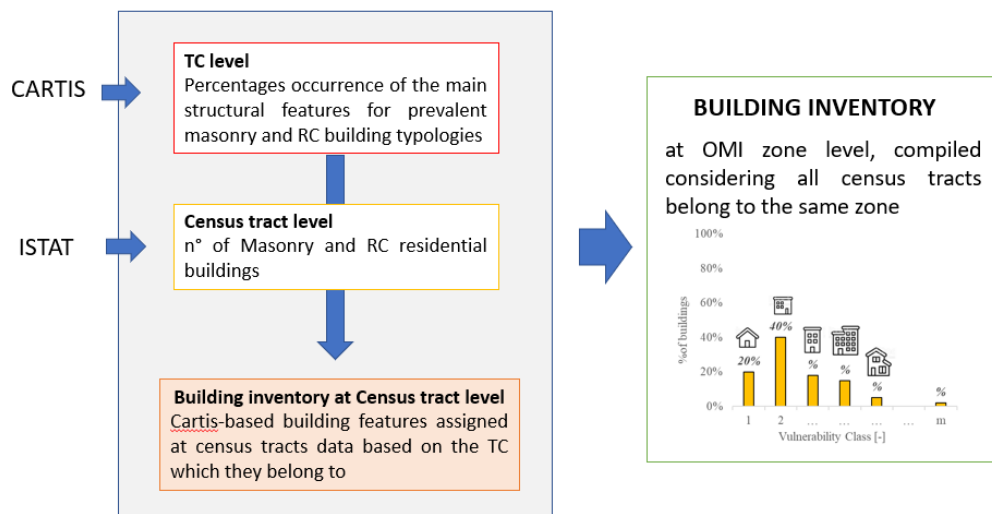 CARTIS
TC level
Percentages occurrence of the main
structural features for prevalent
masonry and RC building typologies
ISTAT
Census tract level
n° of Masonry and RC residential
buildings
Building inventory at Census tract level
Cartis-based building features assigned
at census tracts data based on the TC
which they belong to
BUILDING INVENTORY
at OMI zone level, compiled
considering all census tracts
belong to the same zone
100%
80%
60%
40%
20%
0%
%of buildings
20%
40%
%
%
%
%
1 2 ... ... ... ... m
Vulnerability Class [-]